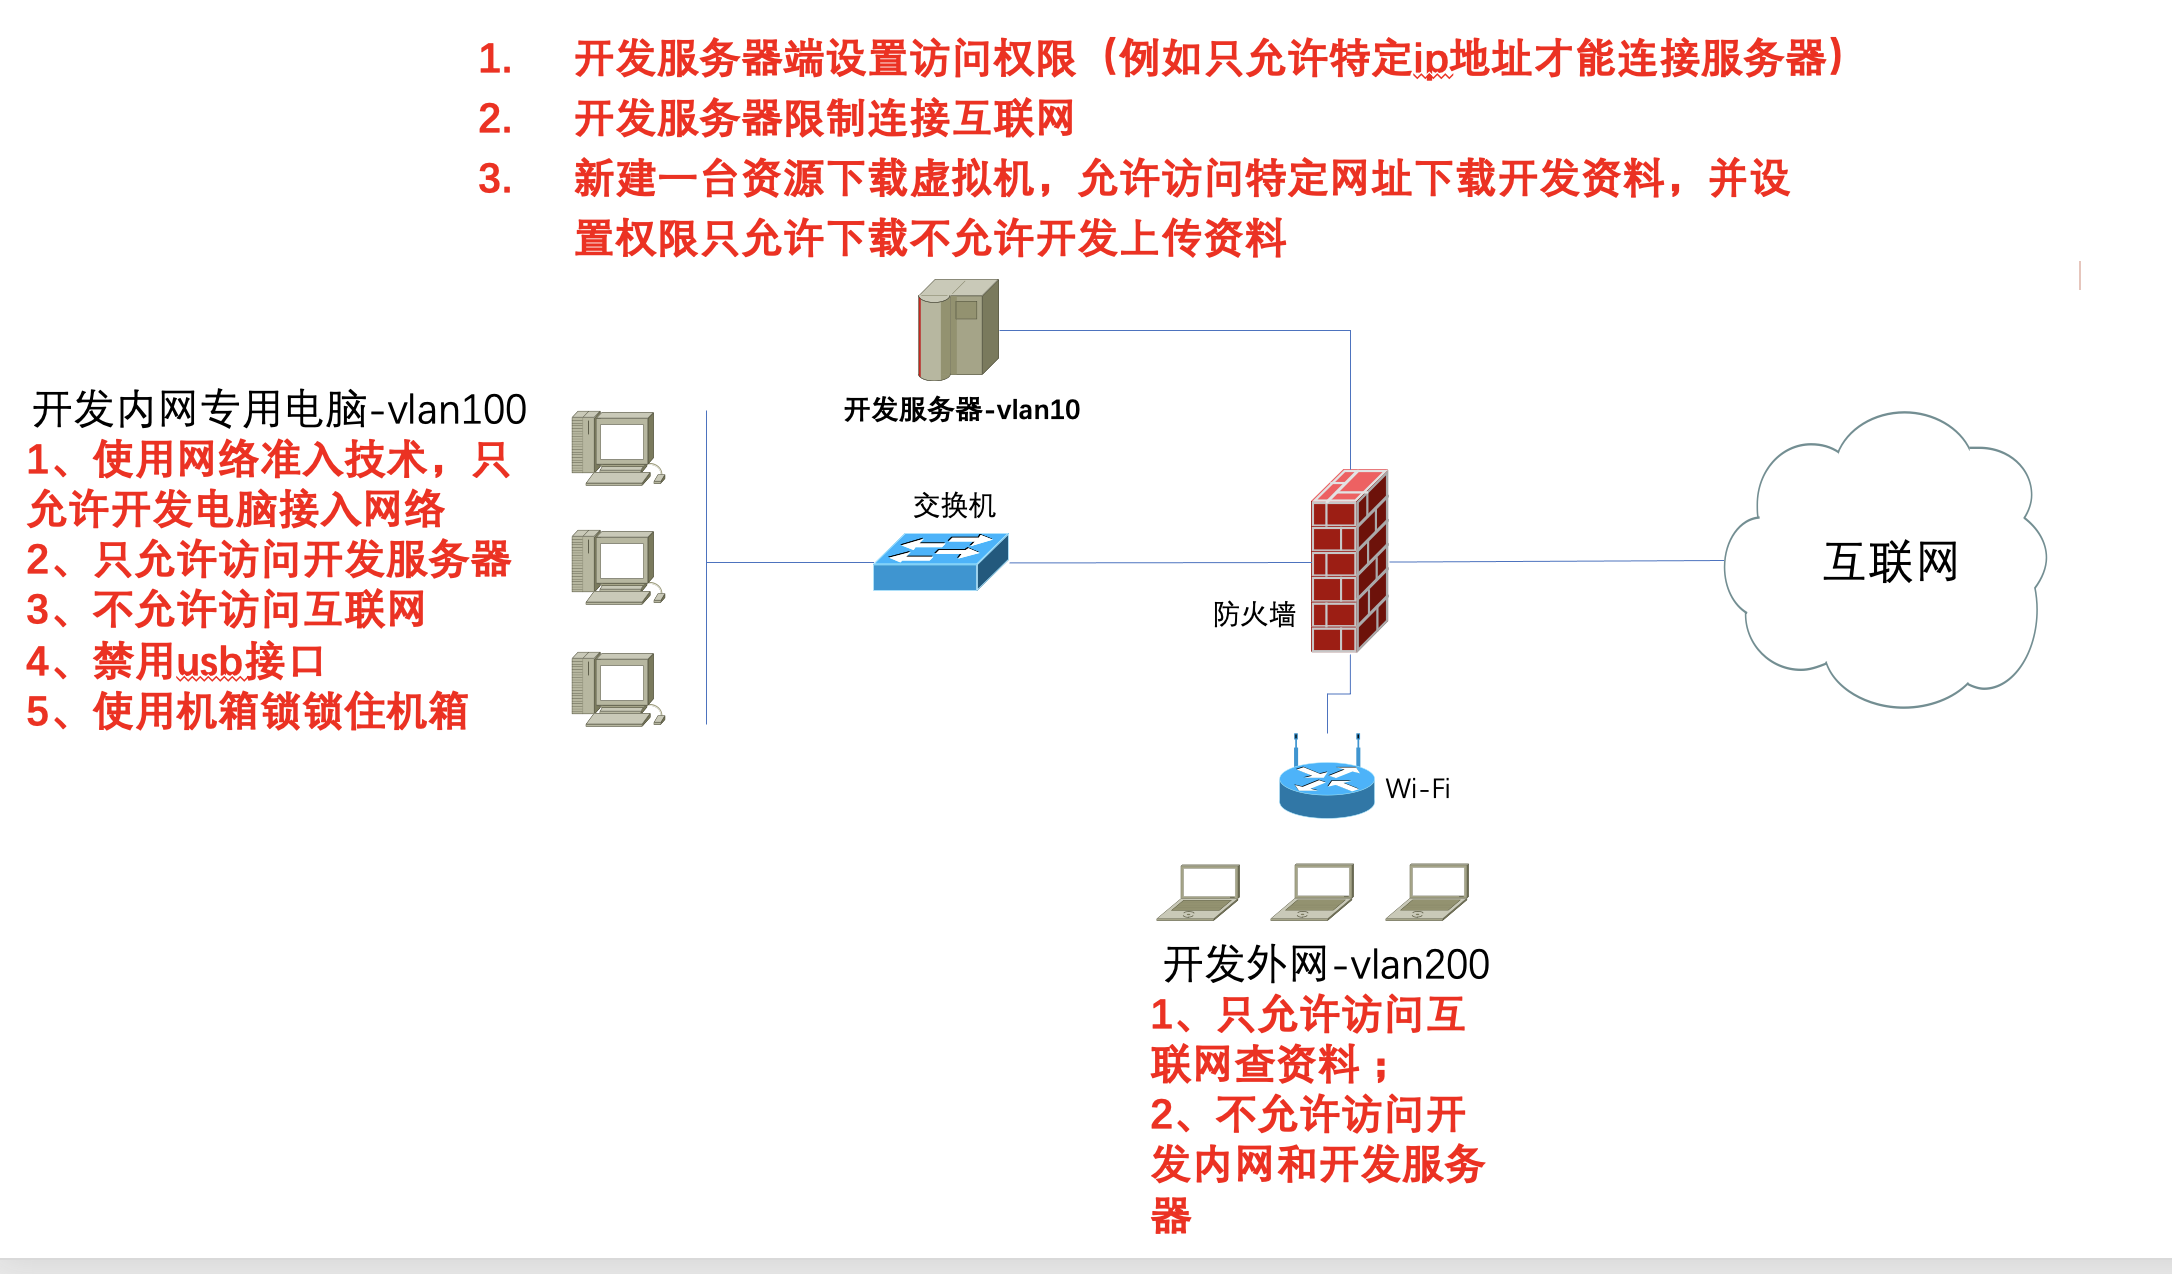 1. 开发服务器端设置访问权限（例如只允许特定ip地址才能连接服务器）
2. 开发服务器限制连接互联网
3. 新建一台资源下载虚拟机，允许访问特定网址下载开发资料，并设
置权限只允许下载不允许开发上传资料
开发服务器-vlan10
开发内网专用电脑-vlan100
1、使用网络准入技术，只
允许开发电脑接入网络
2、只允许访问开发服务器
3、不允许访问互联网
4、禁用usb接口
5、使用机箱锁锁住机箱
交换机
防火墙
互联网
Wi-Fi
开发外网-vlan200
1、只允许访问互
联网查资料；
2、不允许访问开
发内网和开发服务
器